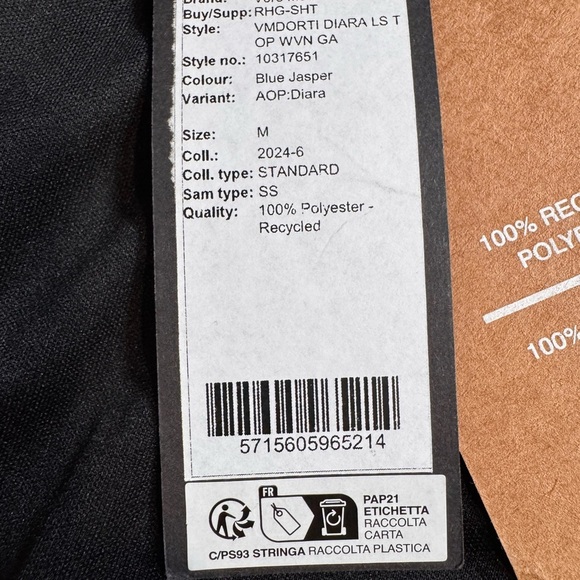 Buy/Supp: RHG-SHT
Style: VMDORTI DIARA LS T
OP WVN GA
Style no.: 10317651
Colour: Blue Jasper
Variant: AOP:Diara
Size: M
Coll.: 2024-6
Coll. type: STANDARD
Sam type: SS
Quality: 100% Polyester -
Recycled
5715605965214
FR
PAP21
ETICHETTA
RACCOLTA
CARTA
C/PS93 STRINGA RACCOLTA PLASTICA
100% REC
POLYE
100%